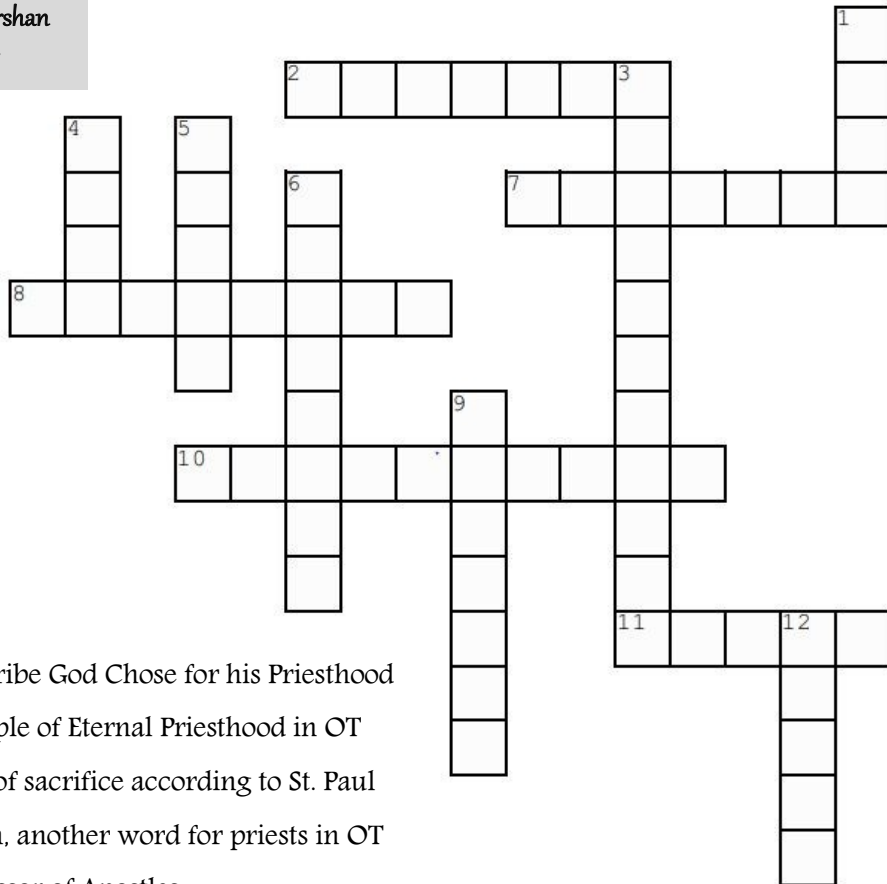 rshan
1
2 3
4 5
6 7
8
9
10
11 12
ribe God Chose for his Priesthood
ple of Eternal Priesthood in OT
of sacrifice according to St. Paul
, another word for priests in OT